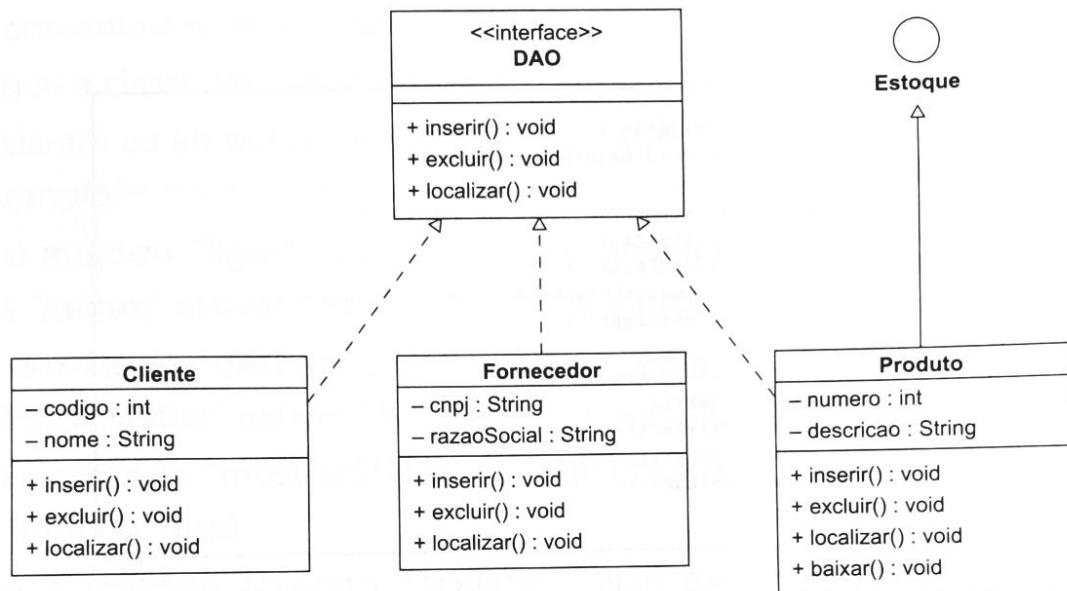 <<interface>>
DAO
+ inserir() : void
+ excluir() : void
+ localizar() : void
Estoque
Cliente
– codigo : int
– nome : String
+ inserir() : void
+ excluir() : void
+ localizar() : void
Fornecedor
– cnpj : String
– razaoSocial : String
+ inserir() : void
+ excluir() : void
+ localizar() : void
Produto
– numero : int
– descricao : String
+ inserir() : void
+ excluir() : void
+ localizar() : void
+ baixar() : void